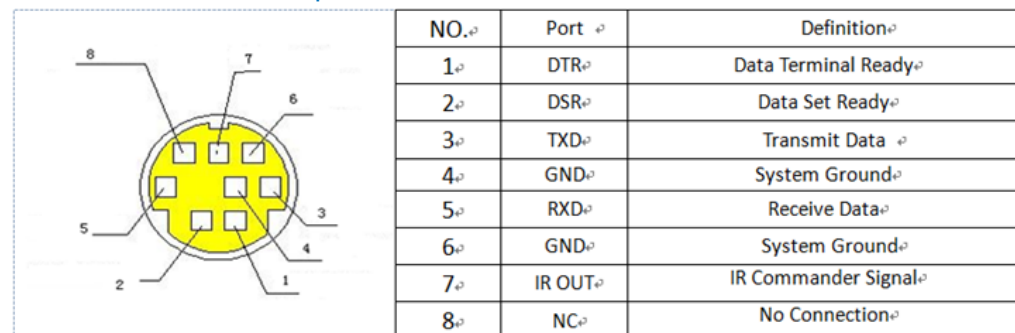 8
7
6
5
3
4
2
1
NO. Port Definition
1 DTR Data Terminal Ready
2 DSR Data Set Ready
3 TXD Transmit Data
4 GND System Ground
5 RXD Receive Data
6 GND System Ground
7 IR OUT IR Commander Signal
8 NC No Connection